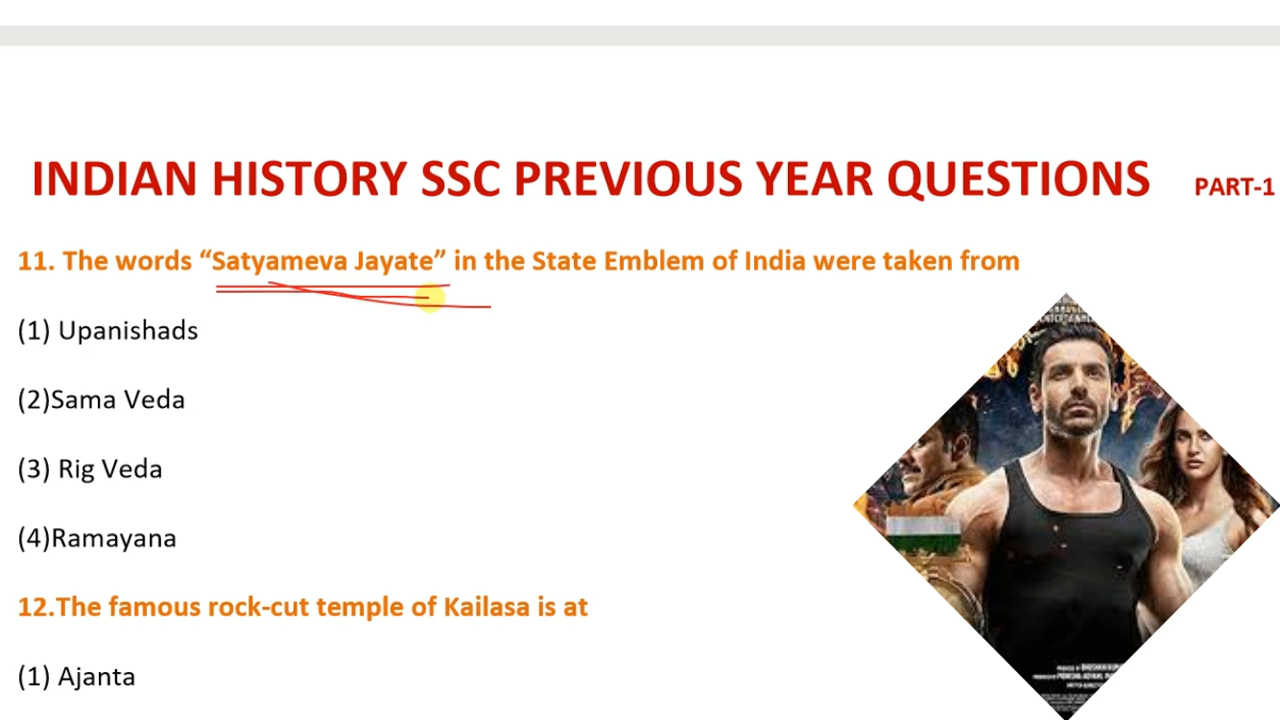 INDIAN HISTORY SSC PREVIOUS YEAR QUESTIONS PART-1
11. The words “Satyameva Jayate” in the State Emblem of India were taken from
(1) Upanishads
(2)Sama Veda
(3) Rig Veda
(4)Ramayana
12.The famous rock-cut temple of Kailasa is at
(1) Ajanta